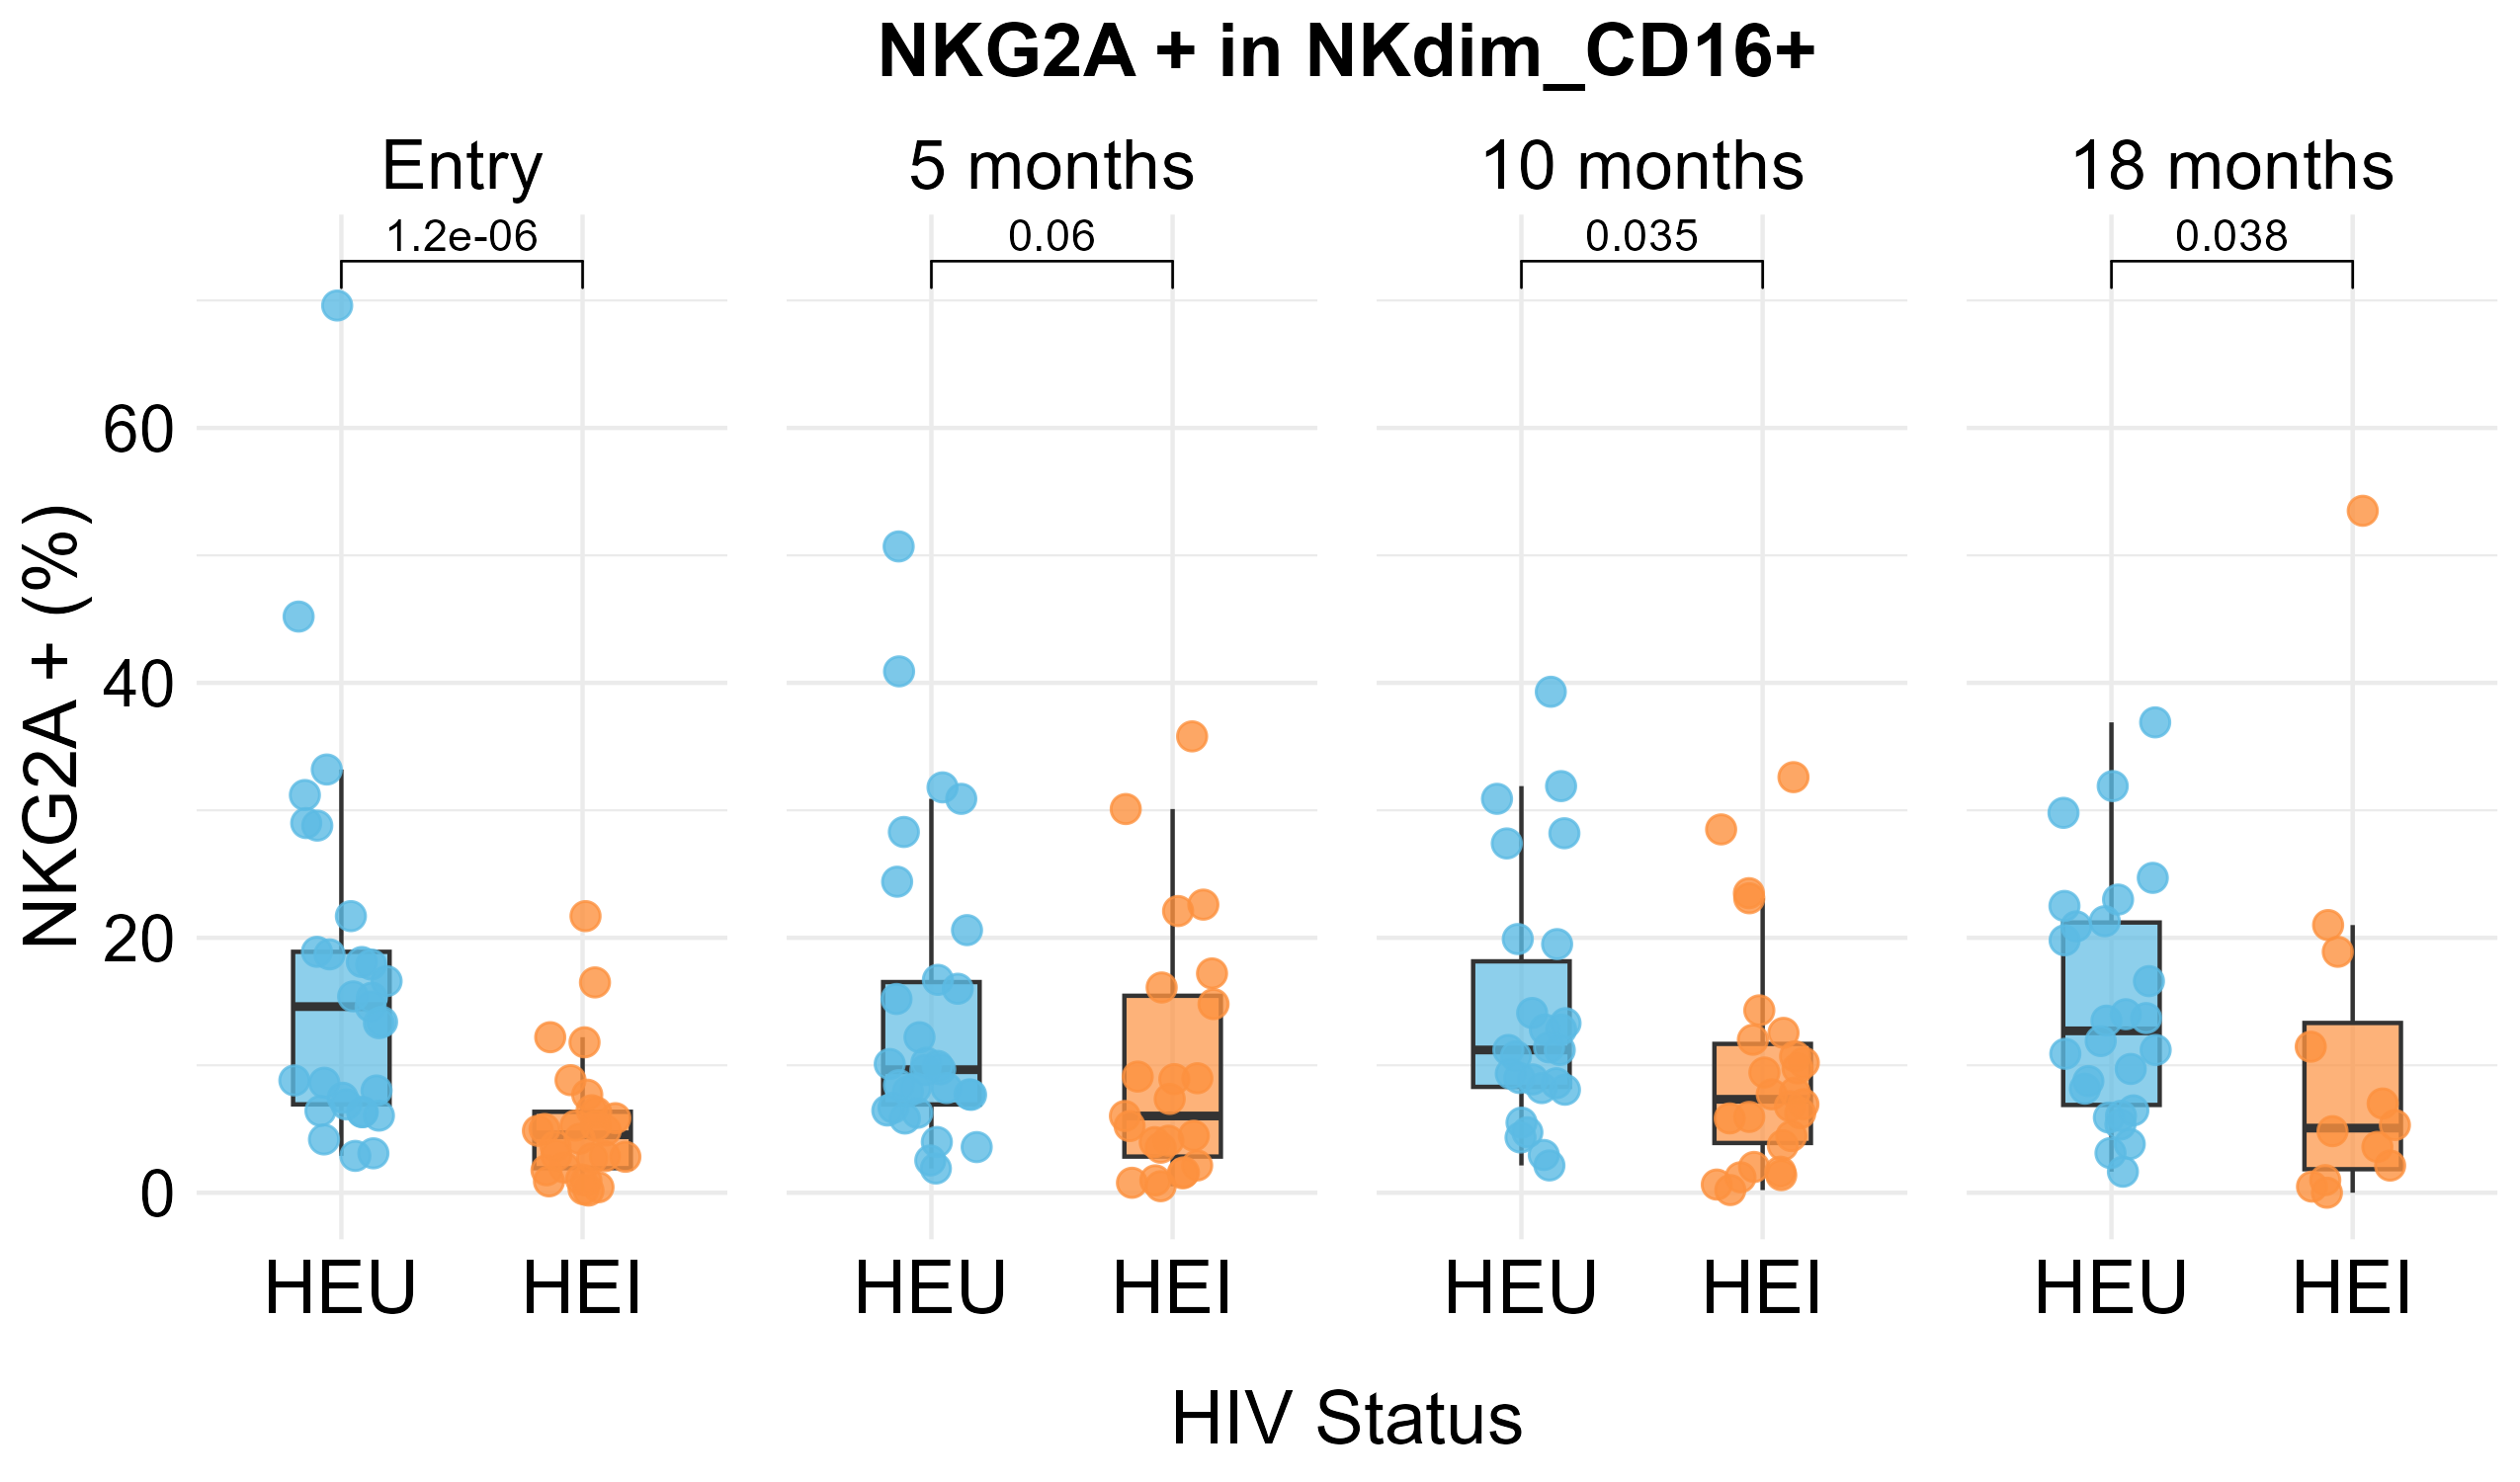 NKG2A + in NKdim_CD16+
Entry
5 months
10 months
18 months
1.2e-06
0.06
0.035
0.038
NKG2A + (%)
60
40
20
0
HEU
HEI
HEU
HEI
HEU
HEI
HEU
HEI
HIV Status